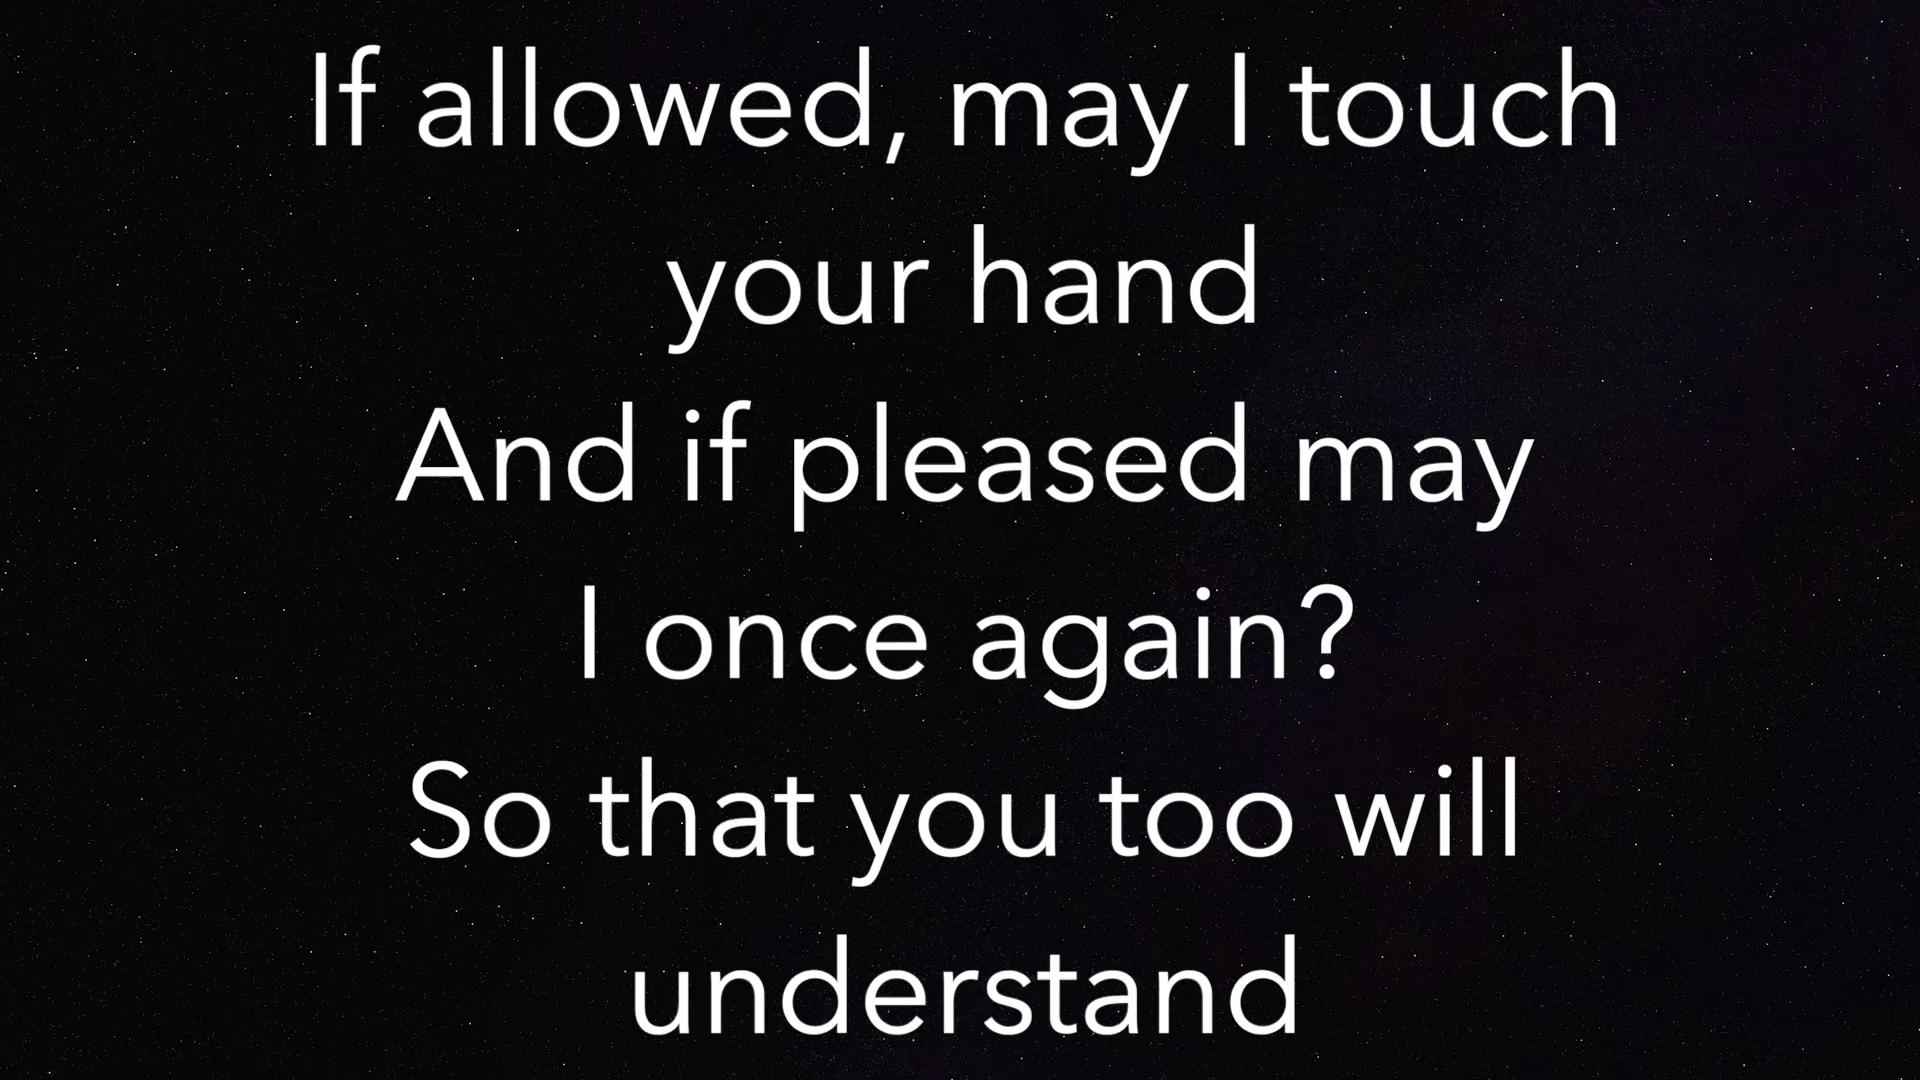 If allowed, may I touch
your hand
And if pleased may
I once again?
So that you too will
understand